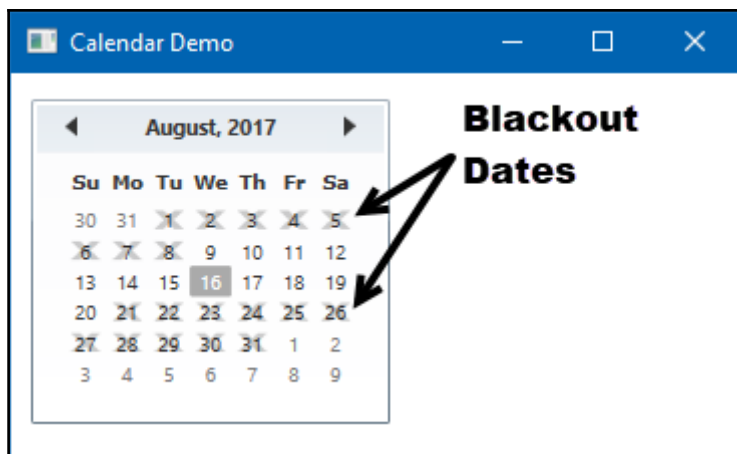 Calendar Demo
August, 2017
Blackout
Dates
Su Mo Tu We Th Fr Sa
30 31 1 2 3 4 5
6 7 8 9 10 11 12
13 14 15 16 17 18 19
20 21 22 23 24 25 26
27 28 29 30 31 1 2
3 4 5 6 7 8 9